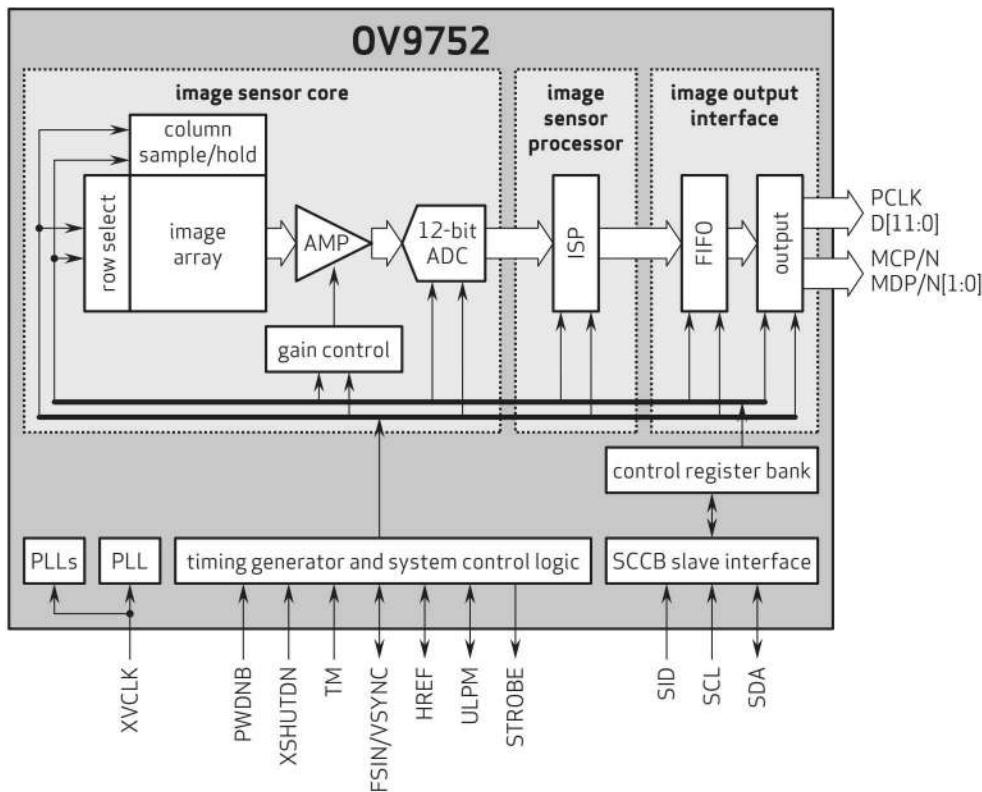 OV9752
image sensor core
image
sensor
processor
image output
interface
column
sample/hold
row select
image
array
AMP
12-bit
ADC
ISP
FIFO
output
PCLK
D[11:0]
MCP/N
MDP/N[1:0]
gain control
control register bank
PLLs
PLL
timing generator and system control logic
SCCB slave interface
XVCLK
PWDNB
XSHUTDN
TM
FSIN/VSYNC
HREF
ULPM
STROBE
SID
SCL
SDA